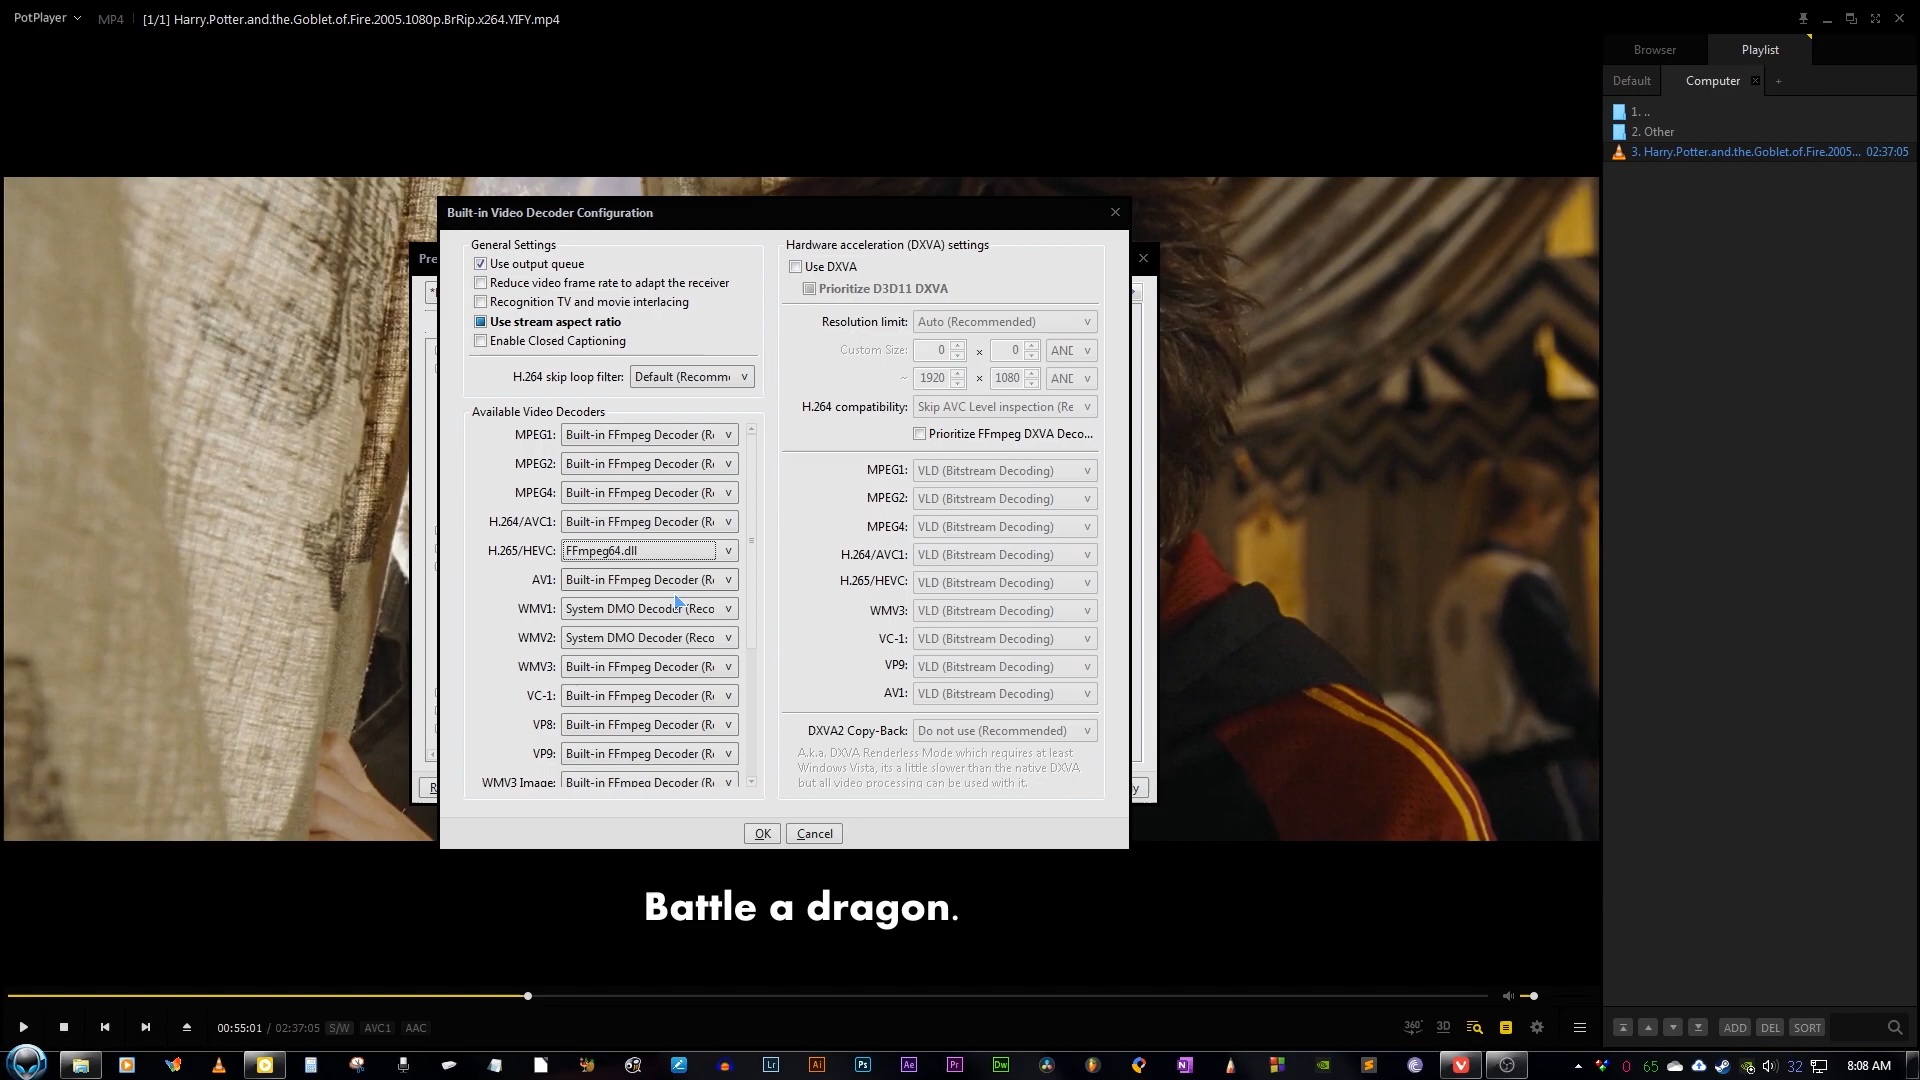 PotPlayer
MP4
[1/1] Harry.Potter.and.the.Goblet.of.Fire.2005.1080p.BrRip.x264.YIFY.mp4
Browser
Playlist
Default
Computer
+
1. ..
2. Other
3. Harry.Potter.and.the.Goblet.of.Fire.2005... 02:37:05
Pre
Built-in Video Decoder Configuration
General Settings
Use output queue
Reduce video frame rate to adapt the receiver
Recognition TV and movie interlacing
Use stream aspect ratio
Enable Closed Captioning
H.264 skip loop filter: Default (Recomm
Available Video Decoders
MPEG1: Built-in FFmpeg Decoder (R
MPEG2: Built-in FFmpeg Decoder (R
MPEG4: Built-in FFmpeg Decoder (R
H.264/AVC1: Built-in FFmpeg Decoder (R
H.265/HEVC: FFmpeg64.dll
AV1: Built-in FFmpeg Decoder (R
WMV1: System DMO Decoder (Reco
WMV2: System DMO Decoder (Reco
WMV3: Built-in FFmpeg Decoder (R
VC-1: Built-in FFmpeg Decoder (R
VP8: Built-in FFmpeg Decoder (R
VP9: Built-in FFmpeg Decoder (R
WMV3 Image: Built-in FFmpeg Decoder (R
Hardware acceleration (DXVA) settings
Use DXVA
Prioritize D3D11 DXVA
Resolution limit: Auto (Recommended)
Custom Size: 0 x 0 AND
~ 1920 x 1080 AND
H.264 compatibility: Skip AVC Level inspection (Re
Prioritize FFmpeg DXVA Deco...
MPEG1: VLD (Bitstream Decoding)
MPEG2: VLD (Bitstream Decoding)
MPEG4: VLD (Bitstream Decoding)
H.264/AVC1: VLD (Bitstream Decoding)
H.265/HEVC: VLD (Bitstream Decoding)
WMV3: VLD (Bitstream Decoding)
VC-1: VLD (Bitstream Decoding)
VP9: VLD (Bitstream Decoding)
AV1: VLD (Bitstream Decoding)
DXVA2 Copy-Back: Do not use (Recommended)
A.k.a. DXVA Renderless Mode which requires at least
Windows Vista, its a little slower than the native DXVA
but all video processing can be used with it.
R
y
OK
Cancel
Battle a dragon.
00:55:01 / 02:37:05 S/W AVC1 AAC
360°
3D
ADD
DEL
SORT
Lr
Ai
Ps
Ae
Pr
Dw
N
0
65
32
8:08 AM